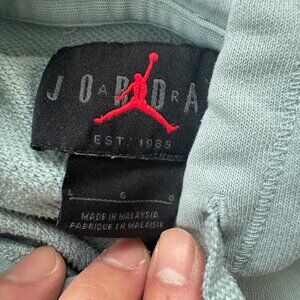 JORDA
EST. 1985
L G G
MADE IN MALAYSIA
FABRIQUÉ EN MALAISIE